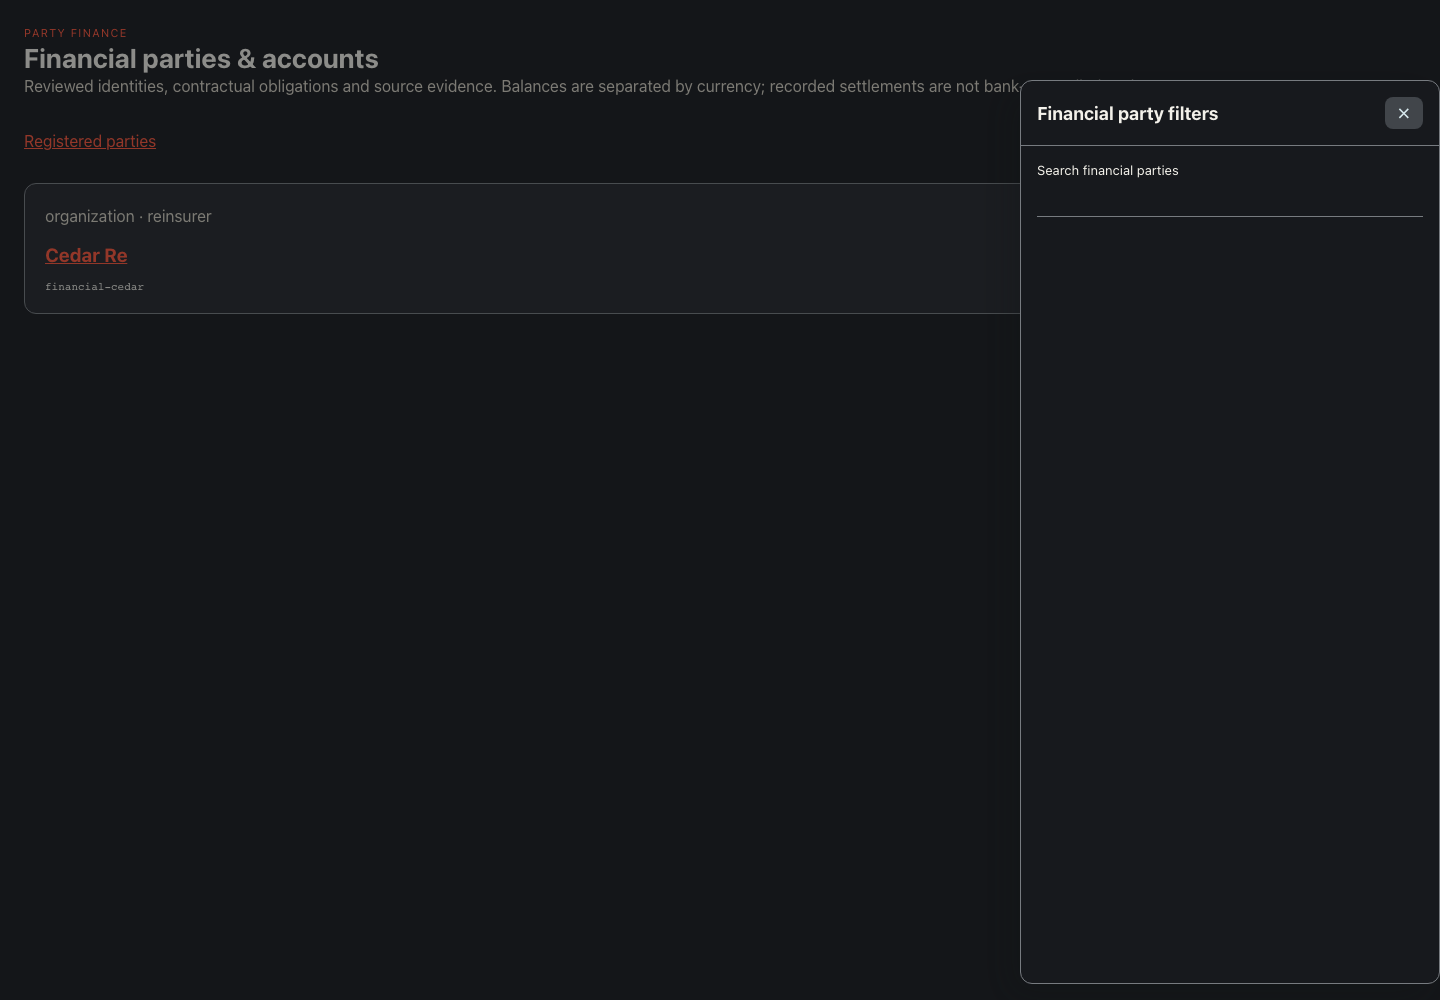 PARTY FINANCE
Financial parties & accounts
Reviewed identities, contractual obligations and source evidence. Balances are separated by currency; recorded settlements are not bank-
Registered parties
organization · reinsurer
Cedar Re
financial-cedar
Financial party filters
×
Search financial parties